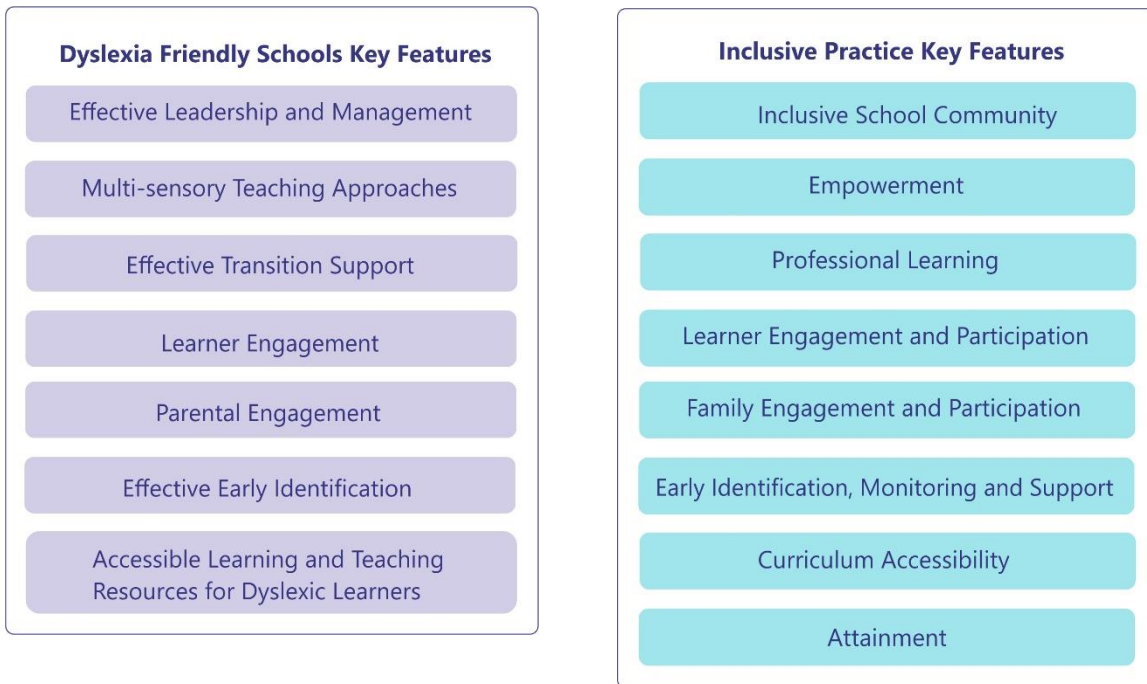 Dyslexia Friendly Schools Key Features
Effective Leadership and Management
Multi-sensory Teaching Approaches
Effective Transition Support
Learner Engagement
Parental Engagement
Effective Early Identification
Accessible Learning and Teaching
Resources for Dyslexic Learners
Inclusive Practice Key Features
Inclusive School Community
Empowerment
Professional Learning
Learner Engagement and Participation
Family Engagement and Participation
Early Identification, Monitoring and Support
Curriculum Accessibility
Attainment